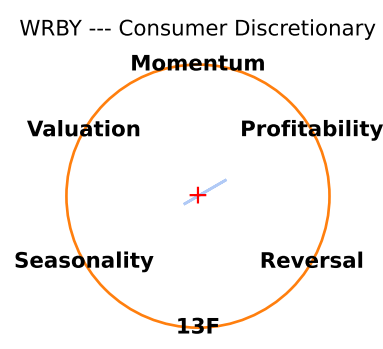 WRBY --- Consumer Discretionary
Momentum
Valuation
Profitability
Seasonality
Reversal
13F